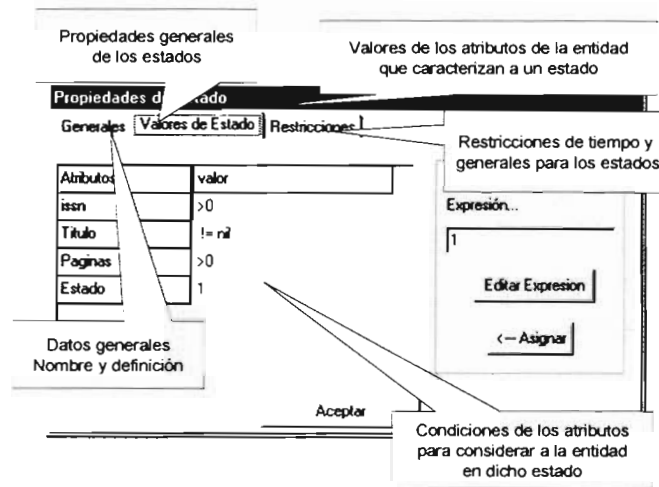 Propiedades generales
de los estados
Valores de los atributos de la entidad
que caracterizan a un estado
Propiedades d tado
Generales
Valores de Estado
Restricciones
Restricciones de tiempo y
generales para los estados
Atributos
valor
issn
>0
Titulo
!= nil
Paginas
>0
Estado
1
Expresión...
1
Editar Expresion
<-- Asignar
Datos generales
Nombre y definición
Aceptar
Condiciones de los atributos
para considerar a la entidad
en dicho estado